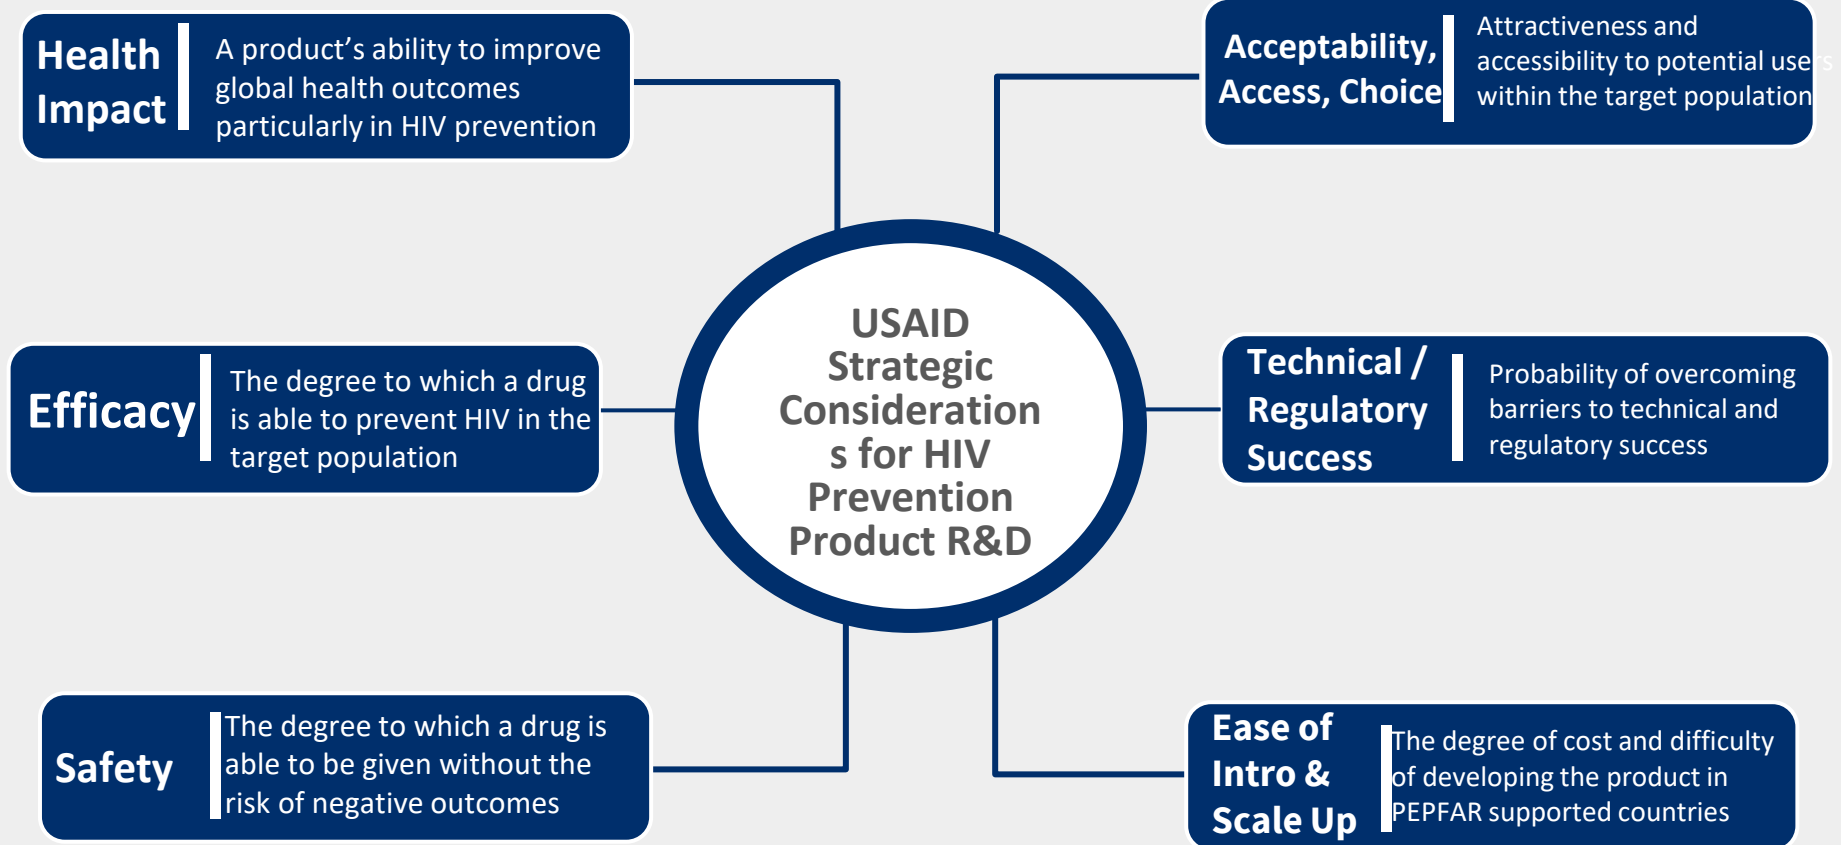 Health
Impact
A product’s ability to improve
global health outcomes
particularly in HIV prevention
Acceptability,
Access, Choice
Attractiveness and
accessibility to potential users
within the target population
Efficacy
The degree to which a drug
is able to prevent HIV in the
target population
USAID
Strategic
Consideration
s for HIV
Prevention
Product R&D
Technical /
Regulatory
Success
Probability of overcoming
barriers to technical and
regulatory success
Safety
The degree to which a drug is
able to be given without the
risk of negative outcomes
Ease of
Intro &
Scale Up
The degree of cost and difficulty
of developing the product in
PEPFAR supported countries